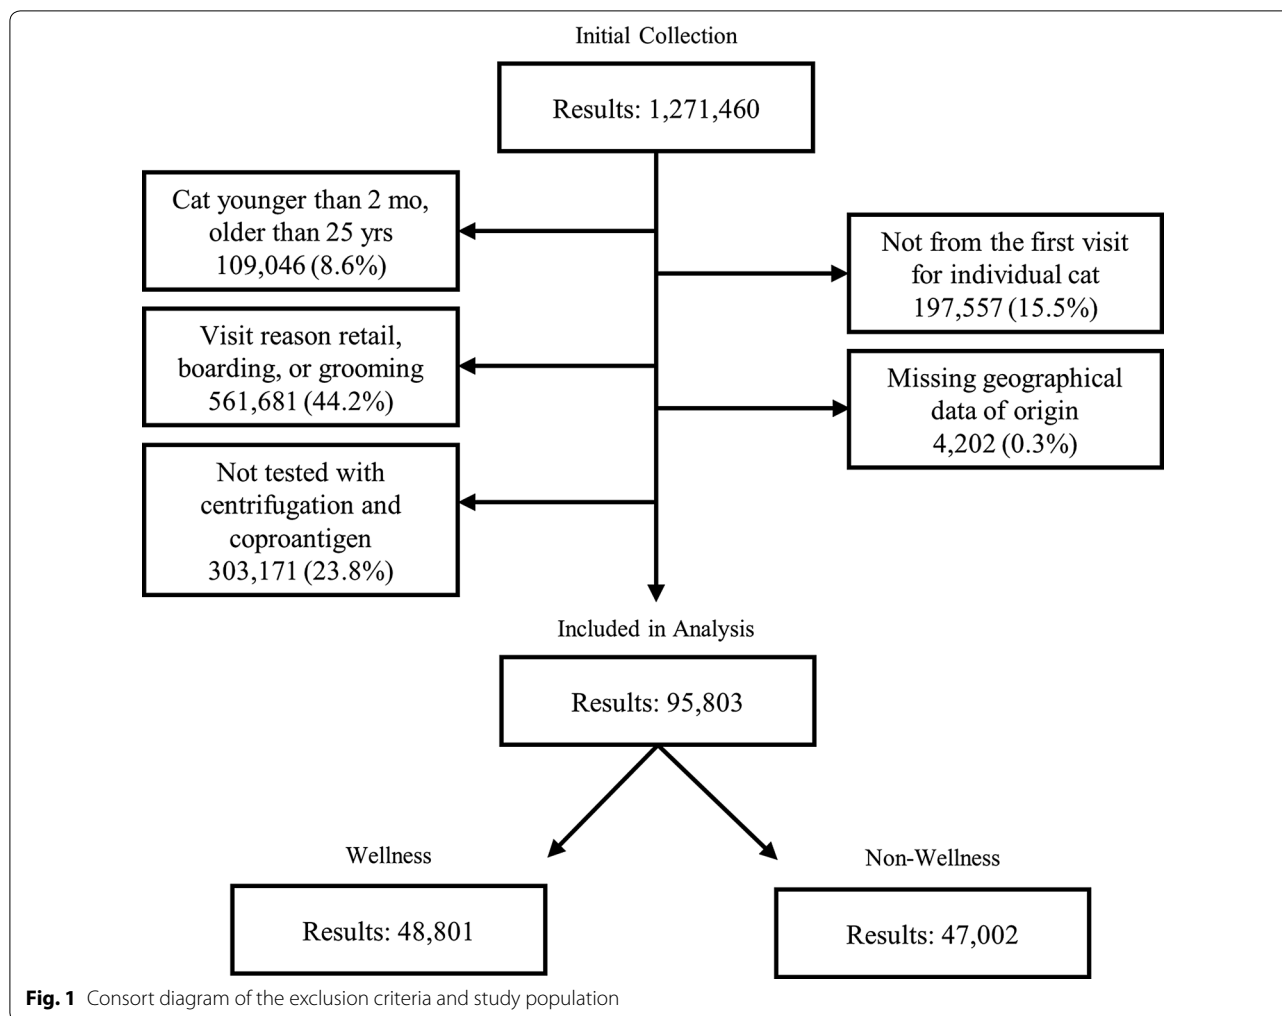 Initial Collection
Results: 1,271,460
Cat younger than 2 mo,
older than 25 yrs
109,046 (8.6%)
Not from the first visit
for individual cat
197,557 (15.5%)
Visit reason retail,
boarding, or grooming
561,681 (44.2%)
Missing geographical
data of origin
4,202 (0.3%)
Not tested with
centrifugation and
coproantigen
303,171 (23.8%)
Included in Analysis
Results: 95,803
Wellness
Results: 48,801
Non-Wellness
Results: 47,002
Fig. 1 Consort diagram of the exclusion criteria and study population